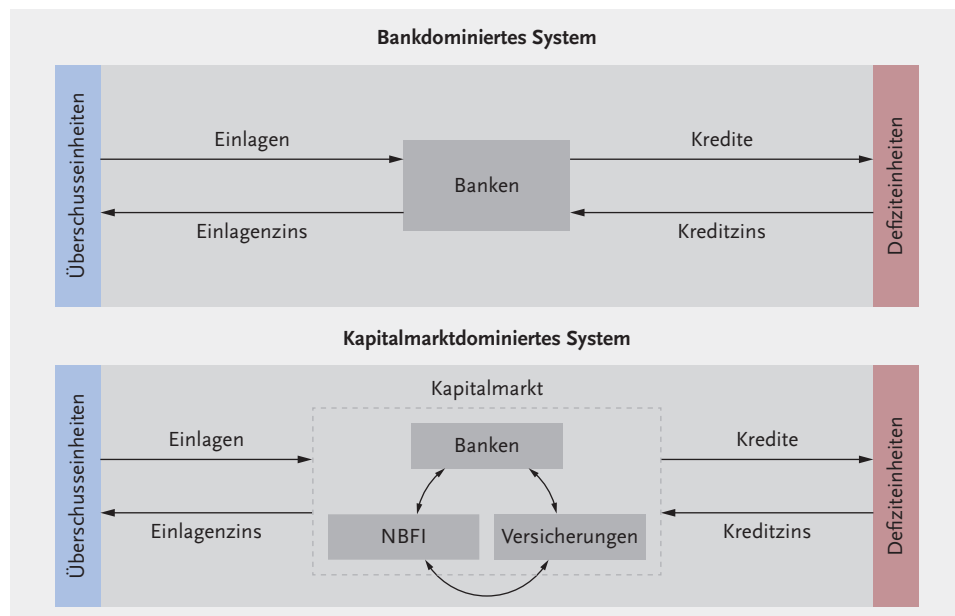 Bankdominiertes System
Überschusseinheiten
Einlagen
Einlagenzins
Banken
Kredite
Kreditzins
Defiziteinheiten
Kapitalmarktdominiertes System
Überschusseinheiten
Einlagen
Einlagenzins
Kapitalmarkt
Banken
NBFI
Versicherungen
Kredite
Kreditzins
Defiziteinheiten